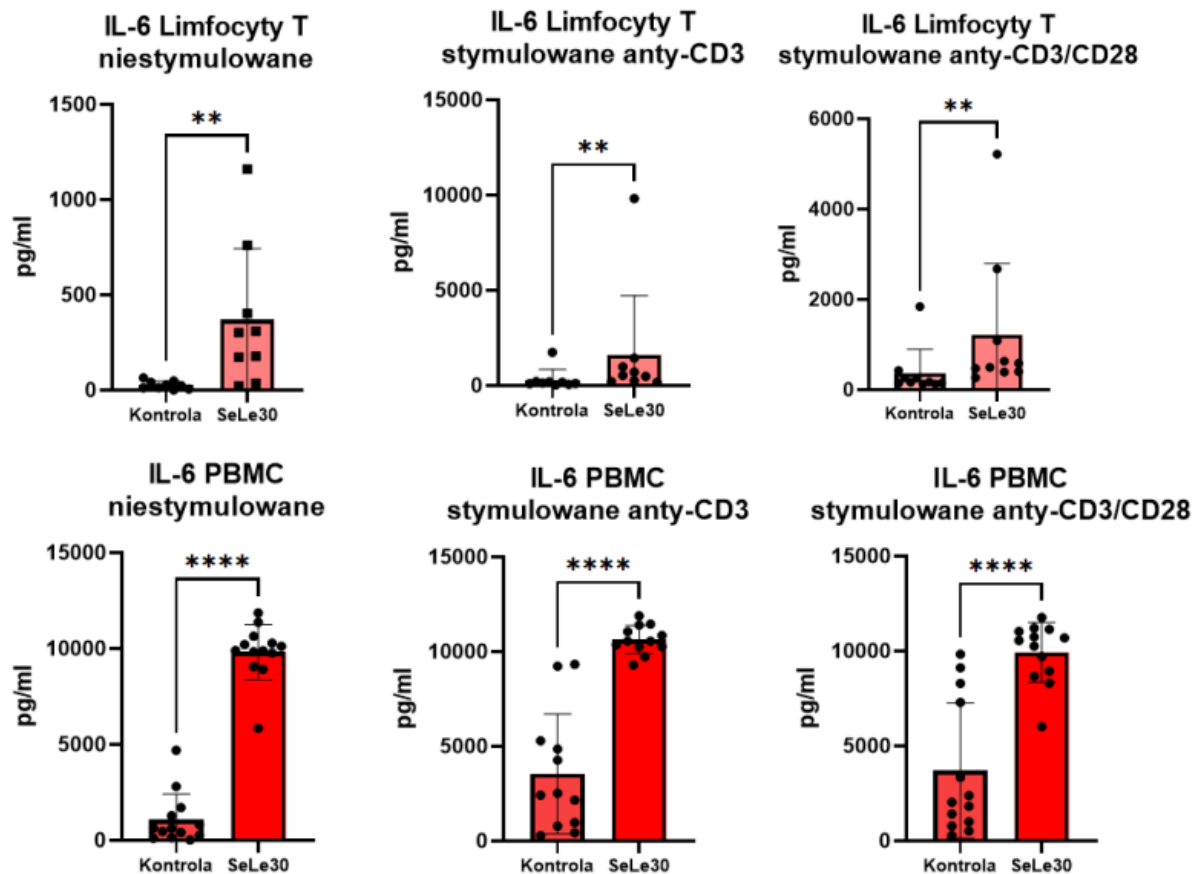 IL-6 Limfocyty T
niestymulowane
1500
1000
500
0
pg/ml
**
Kontrola SeLe30
IL-6 Limfocyty T
stymulowane anty-CD3
15000
10000
5000
0
pg/ml
**
Kontrola SeLe30
IL-6 Limfocyty T
stymulowane anty-CD3/CD28
6000
4000
2000
0
pg/ml
**
Kontrola SeLe30
IL-6 PBMC
niestymulowane
15000
10000
5000
0
pg/ml
****
Kontrola SeLe30
IL-6 PBMC
stymulowane anty-CD3
15000
10000
5000
0
pg/ml
****
Kontrola SeLe30
IL-6 PBMC
stymulowane anty-CD3/CD28
15000
10000
5000
0
pg/ml
****
Kontrola SeLe30